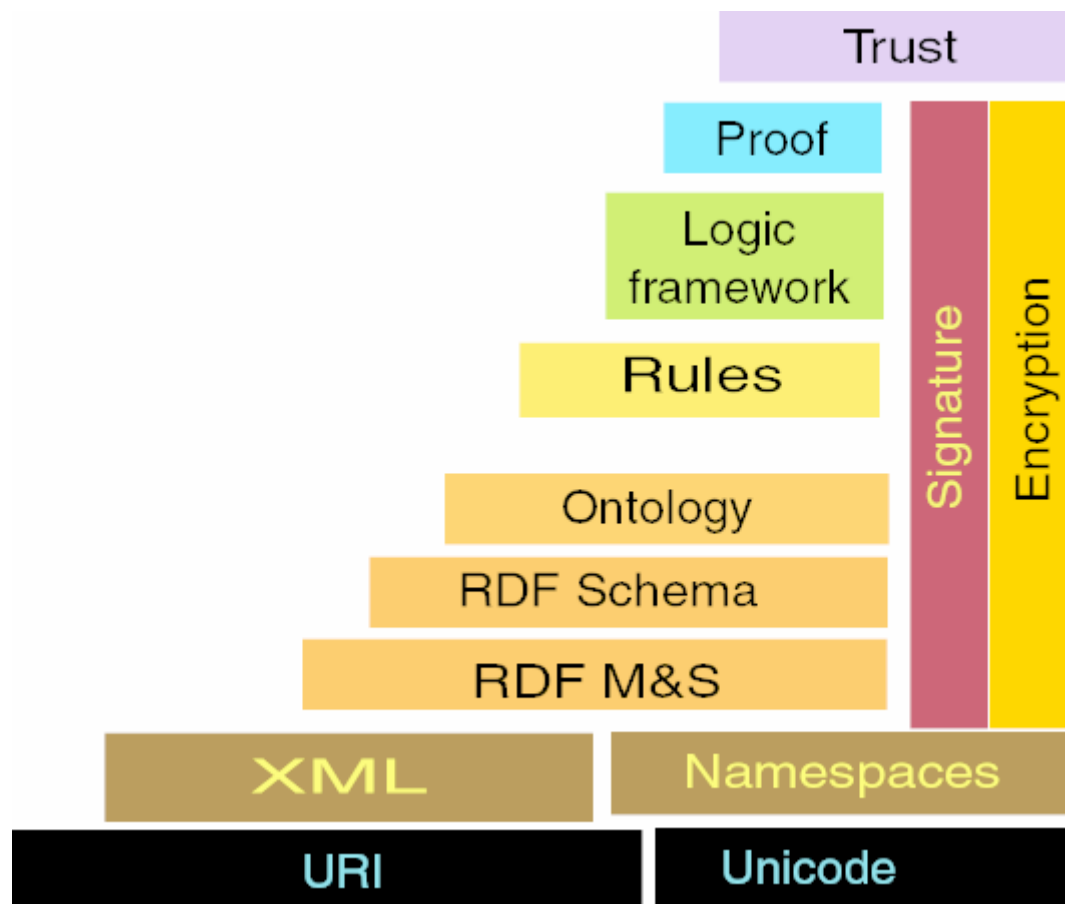 Trust
Proof
Logic
framework
Rules
Signature
Encryption
Ontology
RDF Schema
RDF M&S
XML
Namespaces
URI
Unicode